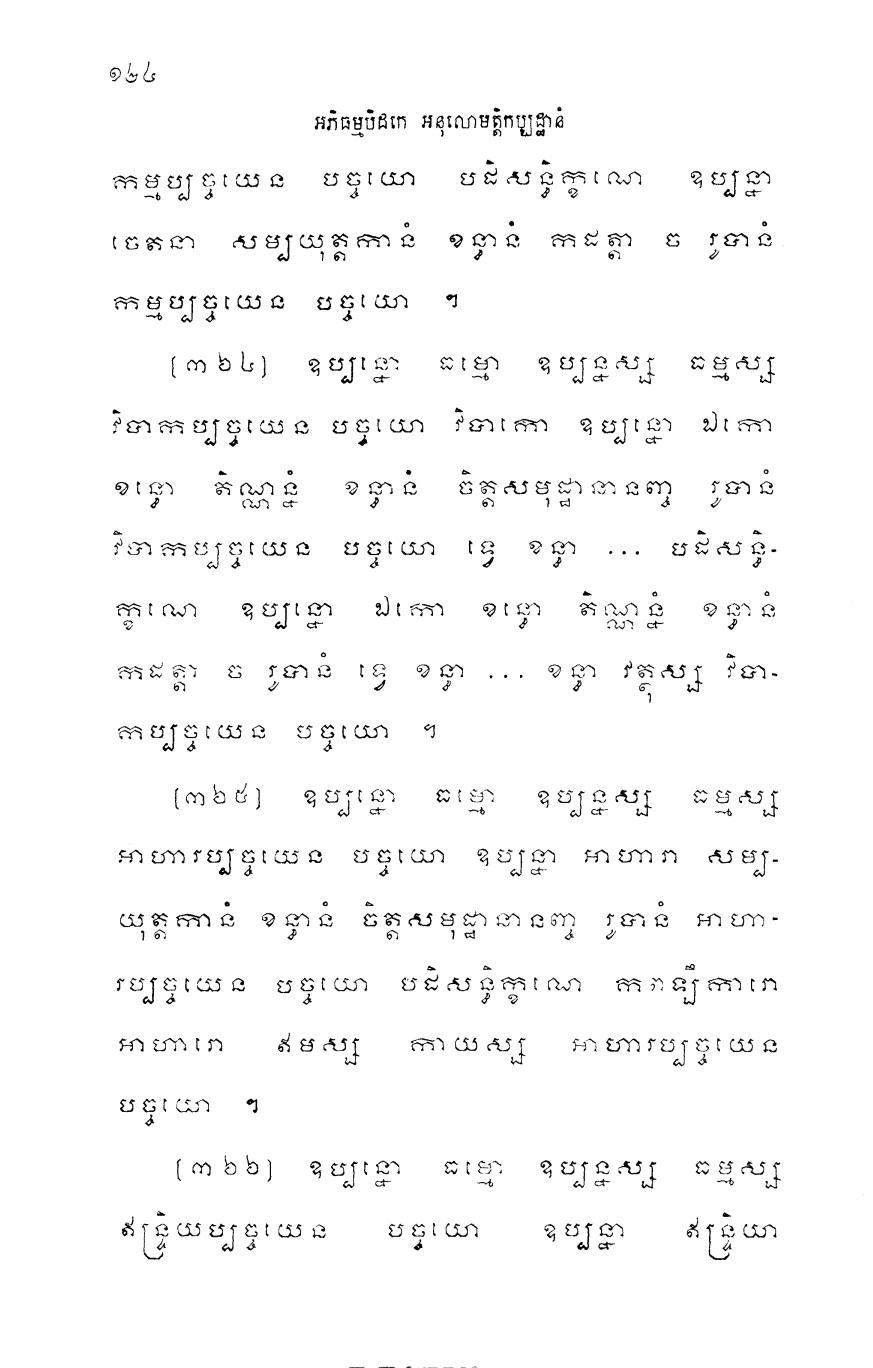 ១៦៤
អភិធម្មបិដកេ អនុលោមត្តិកប្បដ្ឋានំ
កម្មប្បច្ចយេន បច្ចយោ បដិសន្ធិក្ខណេ ឧប្បន្នា
ចេតនា សម្បយុត្តកានំ ខន្ធានំ កដត្តា ច រូបានំ
កម្មប្បច្ចយេន បច្ចយោ ។
[៣៦៤] ឧប្បន្នោ ធម្មោ ឧប្បន្នស្ស ធម្មស្ស
វិបាកប្បច្ចយេន បច្ចយោ វិបាកោ ឧប្បន្នោ ឯកោ
ខន្ធោ តិណ្ណន្នំ ខន្ធានំ ចិត្តសមុដ្ឋានានញ្ច រូបានំ
វិបាកប្បច្ចយេន បច្ចយោ ទ្វេ ខន្ធា ... បដិសន្ធិ-
ក្ខណេ ឧប្បន្នោ ឯកោ ខន្ធោ តិណ្ណន្នំ ខន្ធានំ
កដត្តា ច រូបានំ ទ្វេ ខន្ធា ... ខន្ធា វត្ថុស្ស វិបា-
កប្បច្ចយេន បច្ចយោ ។
[៣៦៥] ឧប្បន្នោ ធម្មោ ឧប្បន្នស្ស ធម្មស្ស
អាហារប្បច្ចយេន បច្ចយោ ឧប្បន្នា អាហារា សម្ប-
យុត្តកានំ ខន្ធានំ ចិត្តសមុដ្ឋានានញ្ច រូបានំ អាហា-
រប្បច្ចយេន បច្ចយោ បដិសន្ធិក្ខណេ កពឡឹការោ
អាហារោ ឥមស្ស កាយស្ស អាហារប្បច្ចយេន
បច្ចយោ ។
[៣៦៦] ឧប្បន្នោ ធម្មោ ឧប្បន្នស្ស ធម្មស្ស
ឥន្ទ្រិយប្បច្ចយេន បច្ចយោ ឧប្បន្នា ឥន្ទ្រិយា